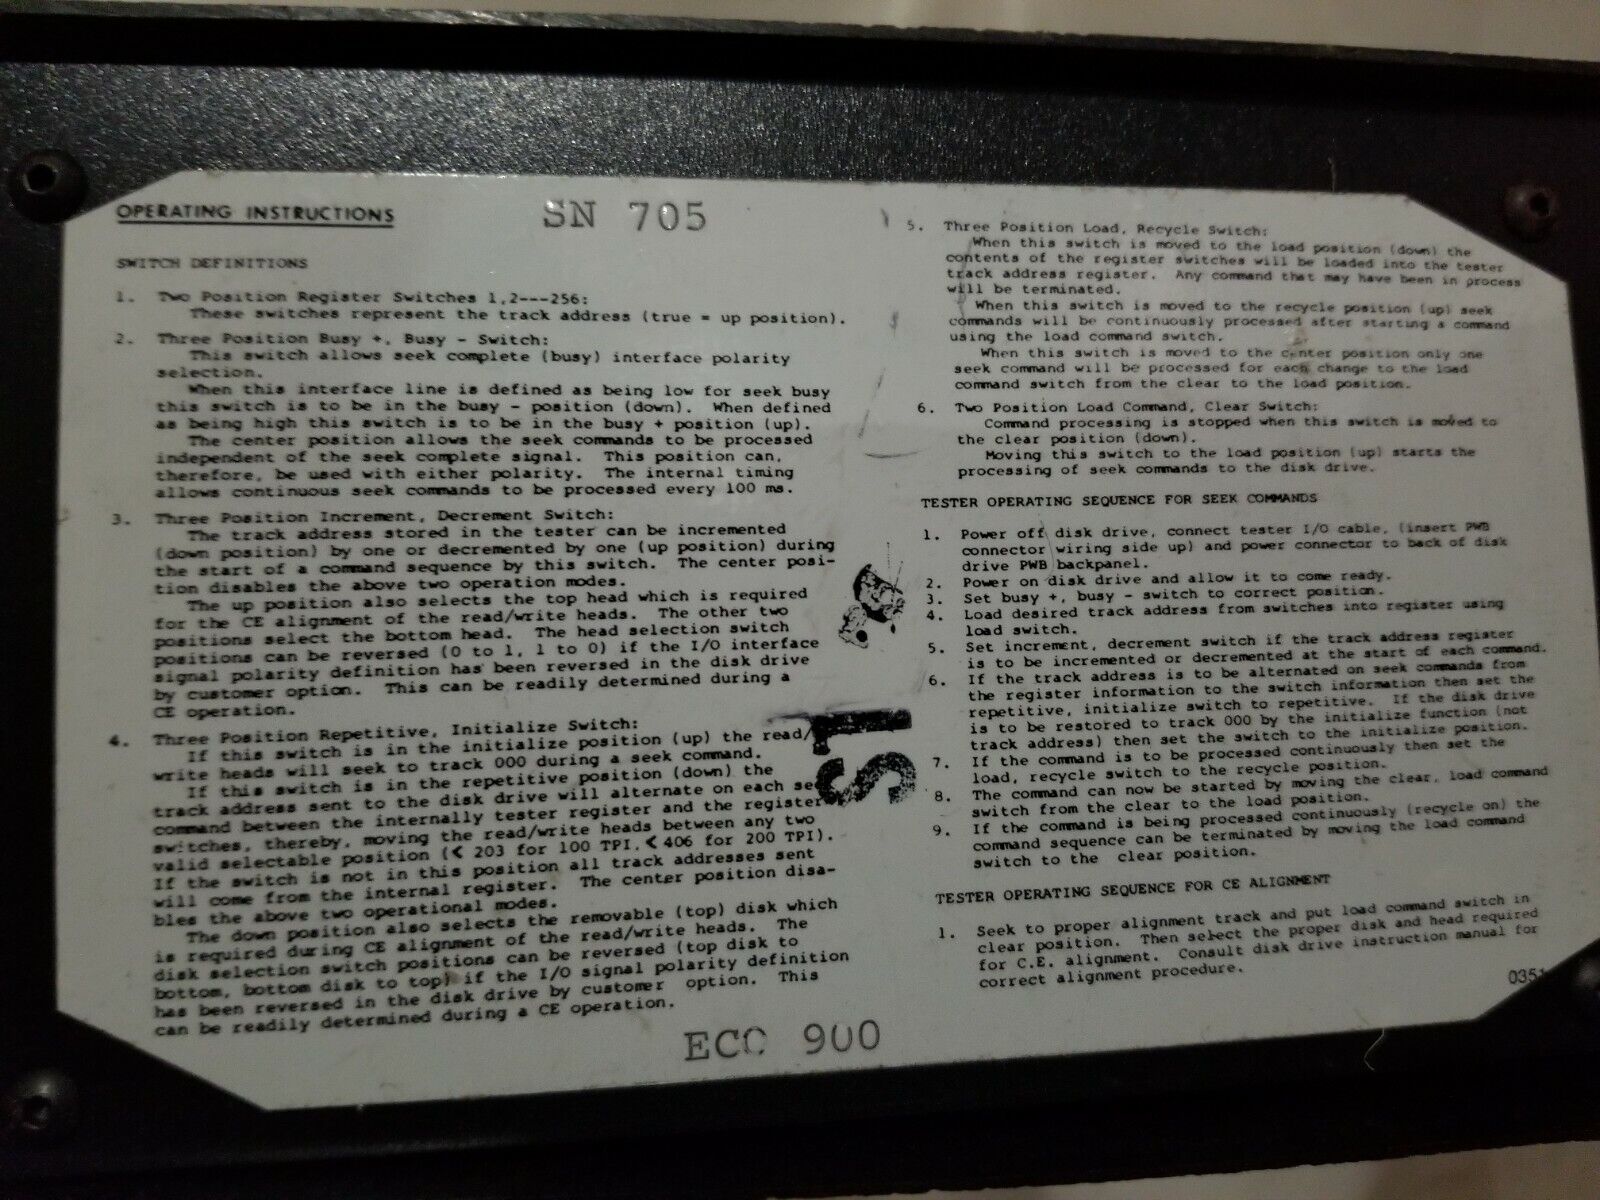 OPERATING INSTRUCTIONS
SN 705
SWITCH DEFINITIONS
1. Two Position Register Switches 1,2---256:
These switches represent the track address (true = up position).
2. Three Position Busy +, Busy - Switch:
This switch allows seek complete (busy) interface polarity
selection.
When this interface line is defined as being low for seek busy
this switch is to be in the busy - position (down). When defined
as being high this switch is to be in the busy + position (up).
The center position allows the seek commands to be processed
independent of the seek complete signal. This position can,
therefore, be used with either polarity. The internal timing
allows continuous seek commands to be processed every 100 ms.
3. Three Position Increment, Decrement Switch:
The track address stored in the tester can be incremented
(down position) by one or decremented by one (up position) during
the start of a command sequence by this switch. The center posi-
tion disables the above two operation modes.
The up position also selects the top head which is required
for the CE alignment of the read/write heads. The other two
positions select the bottom head. The head selection switch
positions can be reversed (0 to 1, 1 to 0) if the I/O interface
signal polarity definition has been reversed in the disk drive
by customer option. This can be readily determined during a
CE operation.
4. Three Position Repetitive, Initialize Switch:
If this switch is in the initialize position (up) the read/
write heads will seek to track 000 during a seek command.
If this switch is in the repetitive position (down) the
track address sent to the disk drive will alternate on each
command between the internally tester register and the register
switches, thereby, moving the read/write heads between any two
valid selectable position (< 203 for 100 TPI, < 406 for 200 TPI).
If the switch is not in this position all track addresses sent
will come from the internal register. The center position disa-
bles the above two operational modes.
The down position also selects the removable (top) disk which
is required during CE alignment of the read/write heads. The
disk selection switch positions can be reversed (top disk to
bottom, bottom disk to top) if the I/O signal polarity definition
has been reversed in the disk drive by customer option. This
can be readily determined during a CE operation.
ECO 900
TS
5. Three Position Load, Recycle Switch:
When this switch is moved to the load position (down) the
contents of the register switches will be loaded into the tester
track address register. Any command that may have been in process
will be terminated.
When this switch is moved to the recycle position (up) seek
commands will be continuously processed after starting a command
using the load command switch.
When this switch is moved to the center position only one
seek command will be processed for each change to the load
command switch from the clear to the load position.
6. Two Position Load Command, Clear Switch:
Command processing is stopped when this switch is moved to
the clear position (down).
Moving this switch to the load position (up) starts the
processing of seek commands to the disk drive.
TESTER OPERATING SEQUENCE FOR SEEK COMMANDS
1. Power off disk drive, connect tester I/O cable, (insert PWB
connector wiring side up) and power connector to back of disk
drive PWB backpanel.
2. Power on disk drive and allow it to come ready.
3. Set busy +, busy - switch to correct position.
4. Load desired track address from switches into register using
load switch.
5. Set increment, decrement switch if the track address register
is to be incremented or decremented at the start of each command.
6. If the track address is to be alternated on seek commands from
the register information to the switch information then set the
repetitive, initialize switch to repetitive. If the disk drive
is to be restored to track 000 by the initialize function (not
track address) then set the switch to the initialize position.
7. If the command is to be processed continuously then set the
load, recycle switch to the recycle position.
8. The command can now be started by moving the clear, load command
switch from the clear to the load position.
9. If the command is being processed continuously (recycle on) the
command sequence can be terminated by moving the load command
switch to the clear position.
TESTER OPERATING SEQUENCE FOR CE ALIGNMENT
1. Seek to proper alignment track and put load command switch in
clear position. Then select the proper disk and head required
for C.E. alignment. Consult disk drive instruction manual for
correct alignment procedure.
0351